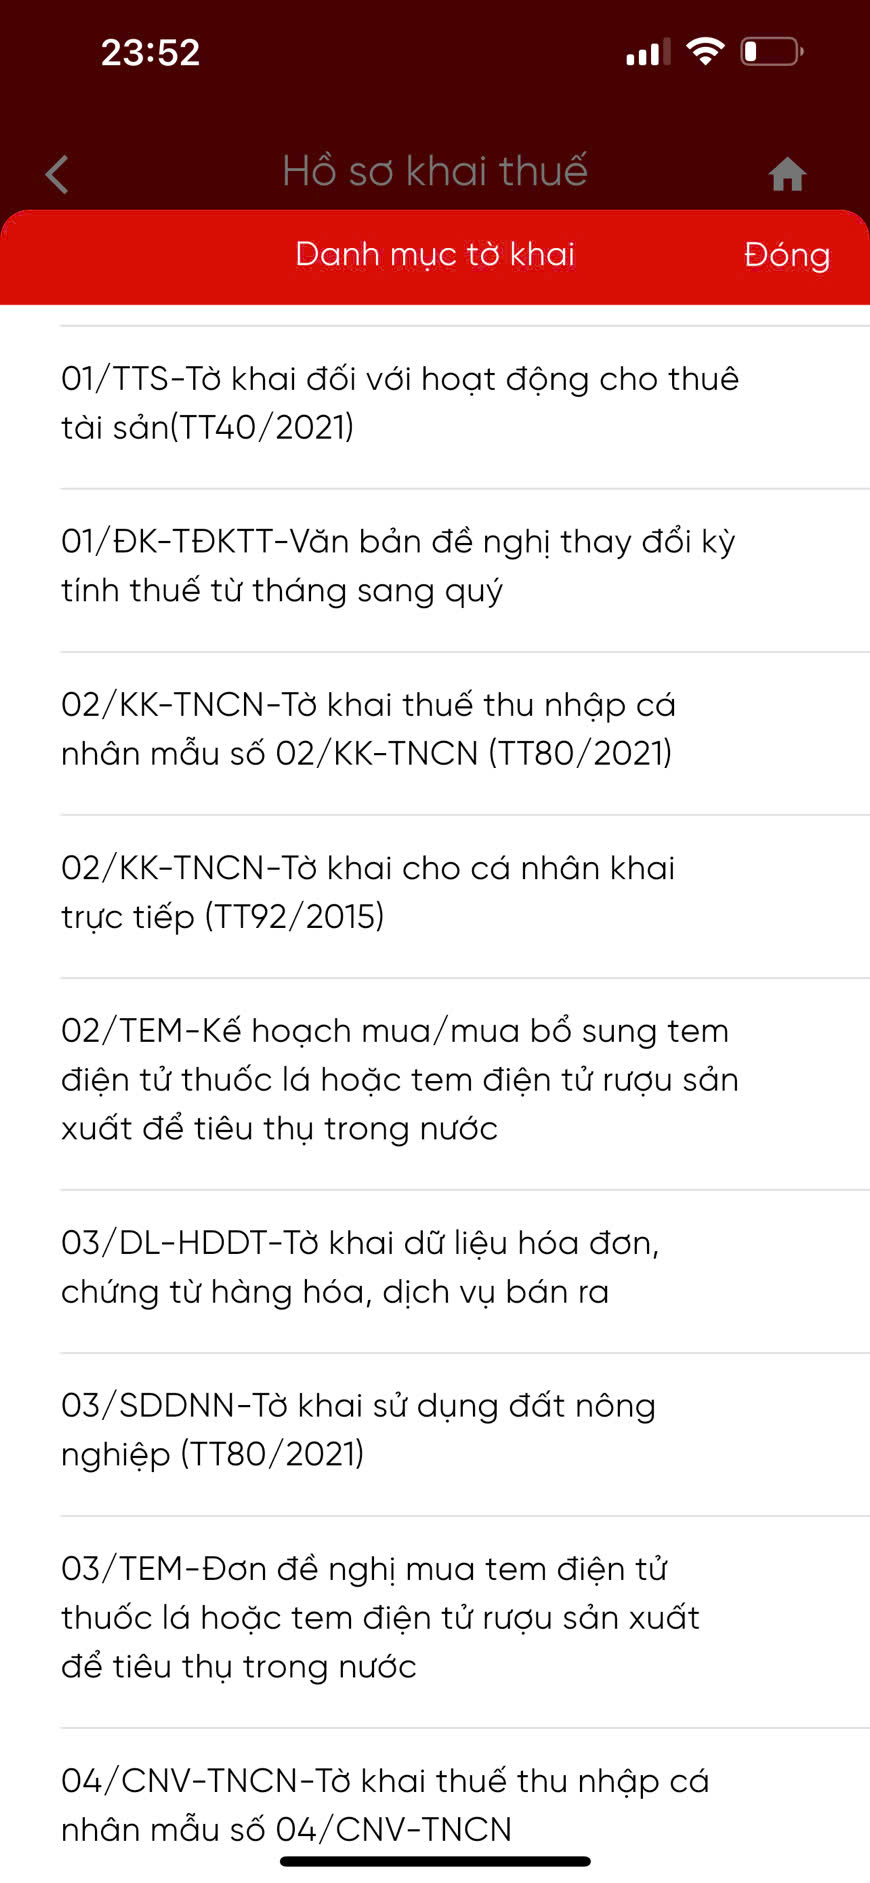 23:52
Hồ sơ khai thuế
Danh mục tờ khai
Đóng
01/TTS-Tờ khai đối với hoạt động cho thuê
tài sản(TT40/2021)
01/ĐK-TĐKTT-Văn bản đề nghị thay đổi kỳ
tính thuế từ tháng sang quý
02/KK-TNCN-Tờ khai thuế thu nhập cá
nhân mẫu số 02/KK-TNCN (TT80/2021)
02/KK-TNCN-Tờ khai cho cá nhân khai
trực tiếp (TT92/2015)
02/TEM-Kế hoạch mua/mua bổ sung tem
điện tử thuốc lá hoặc tem điện tử rượu sản
xuất để tiêu thụ trong nước
03/DL-HDDT-Tờ khai dữ liệu hóa đơn,
chứng từ hàng hóa, dịch vụ bán ra
03/SDDNN-Tờ khai sử dụng đất nông
nghiệp (TT80/2021)
03/TEM-Đơn đề nghị mua tem điện tử
thuốc lá hoặc tem điện tử rượu sản xuất
để tiêu thụ trong nước
04/CNV-TNCN-Tờ khai thuế thu nhập cá
nhân mẫu số 04/CNV-TNCN